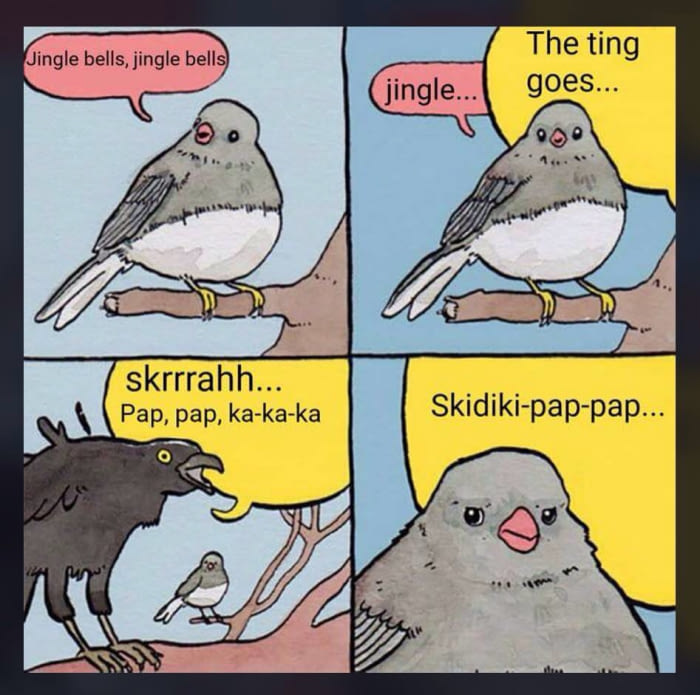 Jingle bells, jingle bells
jingle...
The ting
goes...
skrrrahh...
Pap, pap, ka-ka-ka
Skidiki-pap-pap...